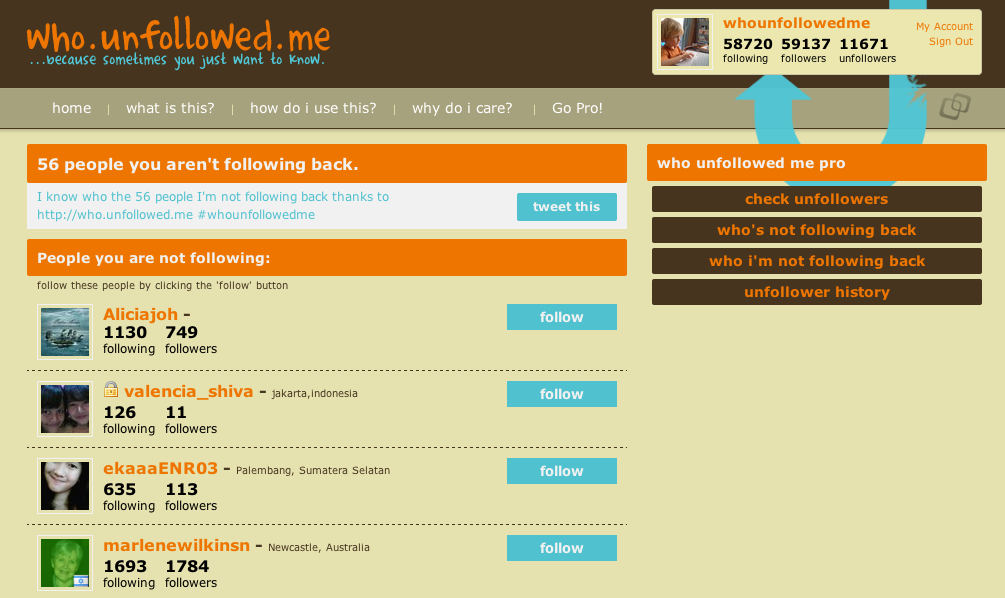 who.unfollowed.me
...because sometimes you just want to know.
whounfollowedme
58720 59137 11671
following followers unfollowers
My Account
Sign Out
home | what is this? | how do i use this? | why do i care? | Go Pro!
56 people you aren't following back.
I know who the 56 people I'm not following back thanks to
http://who.unfollowed.me #whounfollowedme
tweet this
People you are not following:
follow these people by clicking the 'follow' button
Aliciajoh -
1130 749
following followers
follow
valencia_shiva - jakarta,indonesia
126 11
following followers
follow
ekaaaENR03 - Palembang, Sumatera Selatan
635 113
following followers
follow
marlenewilkinsn - Newcastle, Australia
1693 1784
following followers
follow
who unfollowed me pro
check unfollowers
who's not following back
who i'm not following back
unfollower history